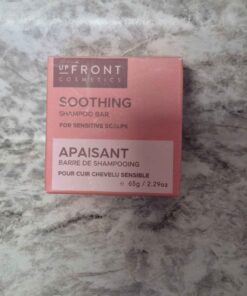 UP FRONT
COSMETICS
SOOTHING
SHAMPOO BAR
FOR SENSITIVE SCALPS
APAISANT
BARRE DE SHAMPOOING
POUR CUIR CHEVELU SENSIBLE
℮ 65g / 2.29oz